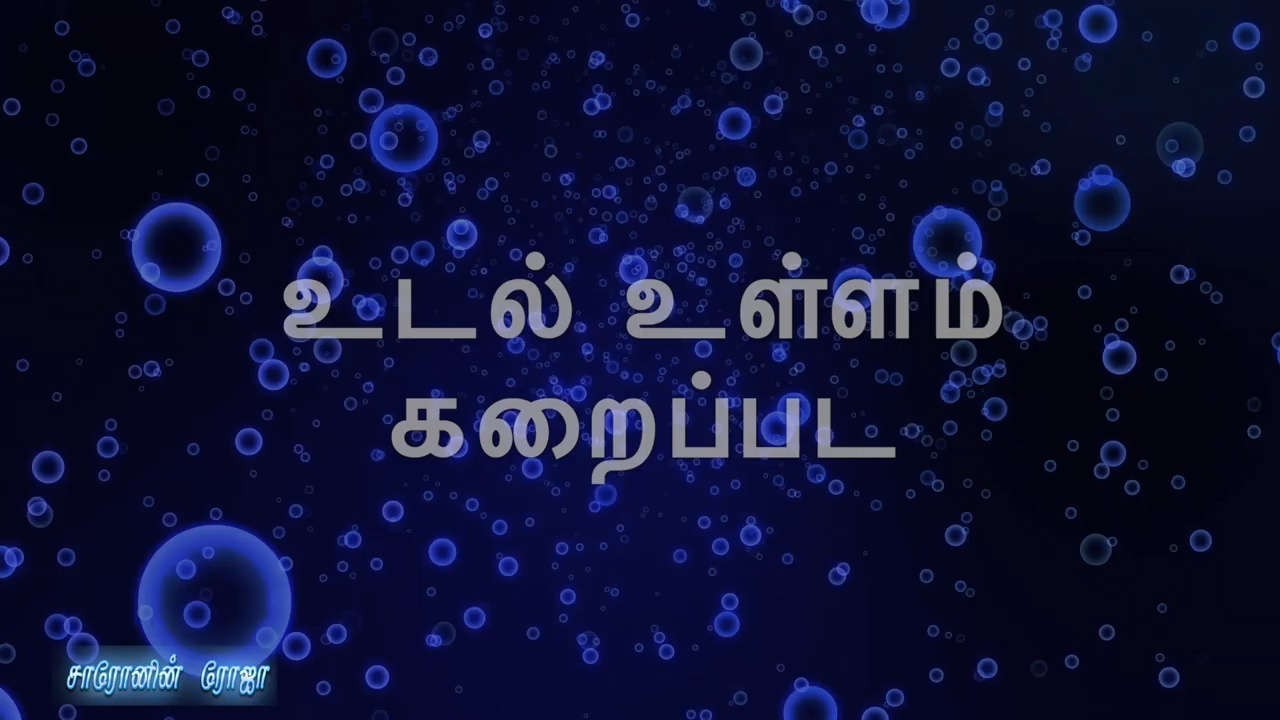 உடல் உள்ளம்
கறைப்பட
சாரோனின் ரோஜா